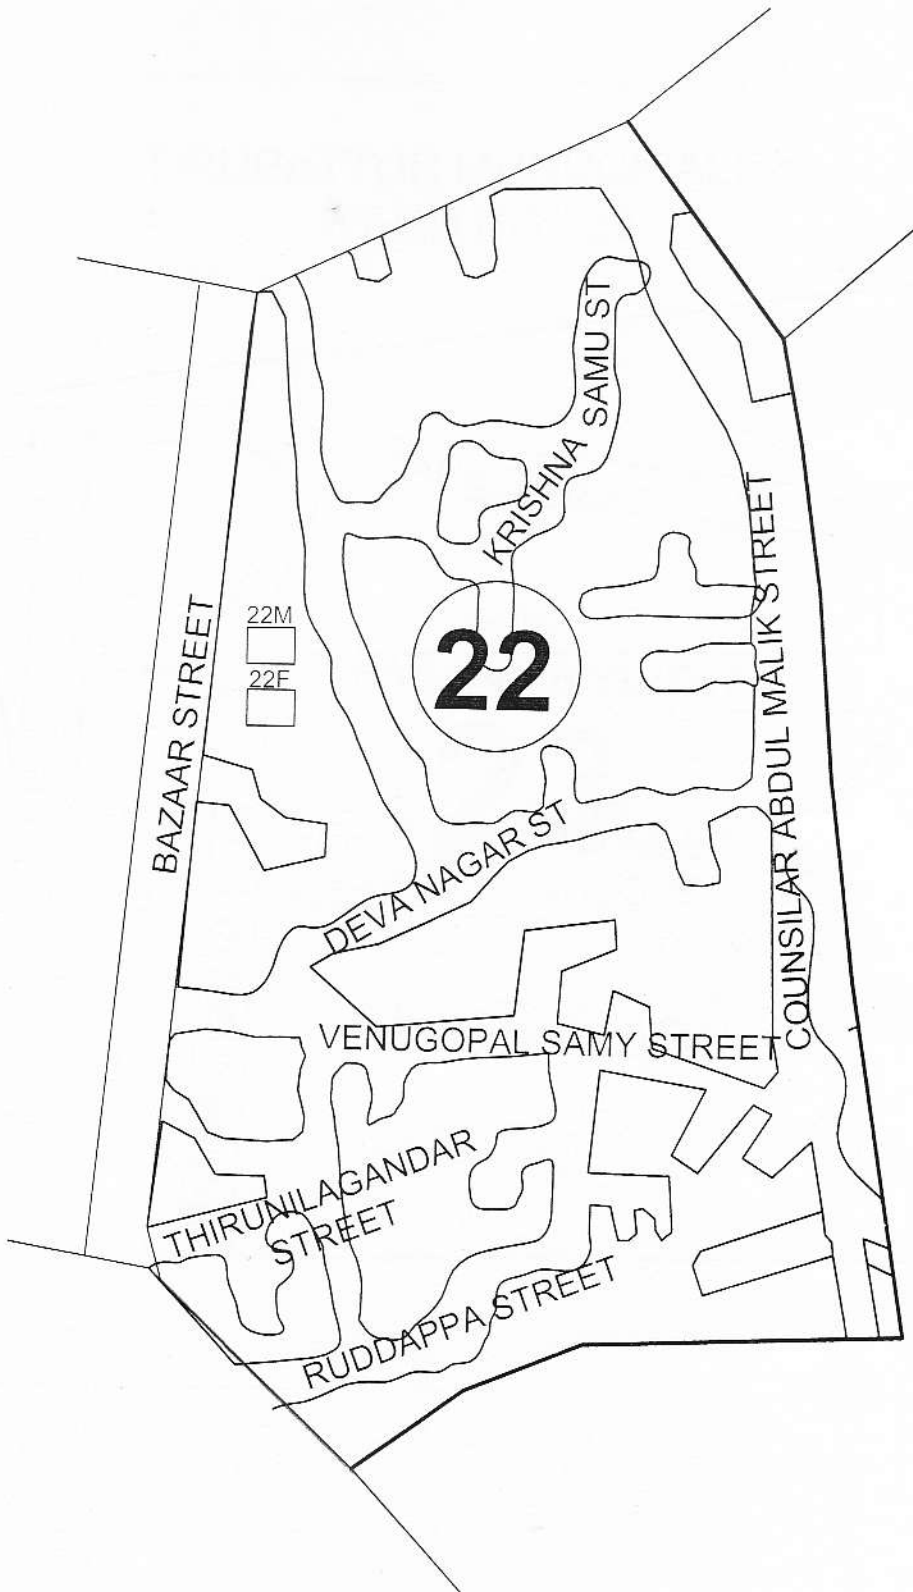 KRISHNA SAMU ST
22M
22F
22
BAZAAR STREET
COUNSILAR ABDUL MALIK STREET
DEVA NAGAR ST
VENUGOPAL SAMY STREET
THIRUNILAGANDAR
STREET
RUDDAPPA STREET